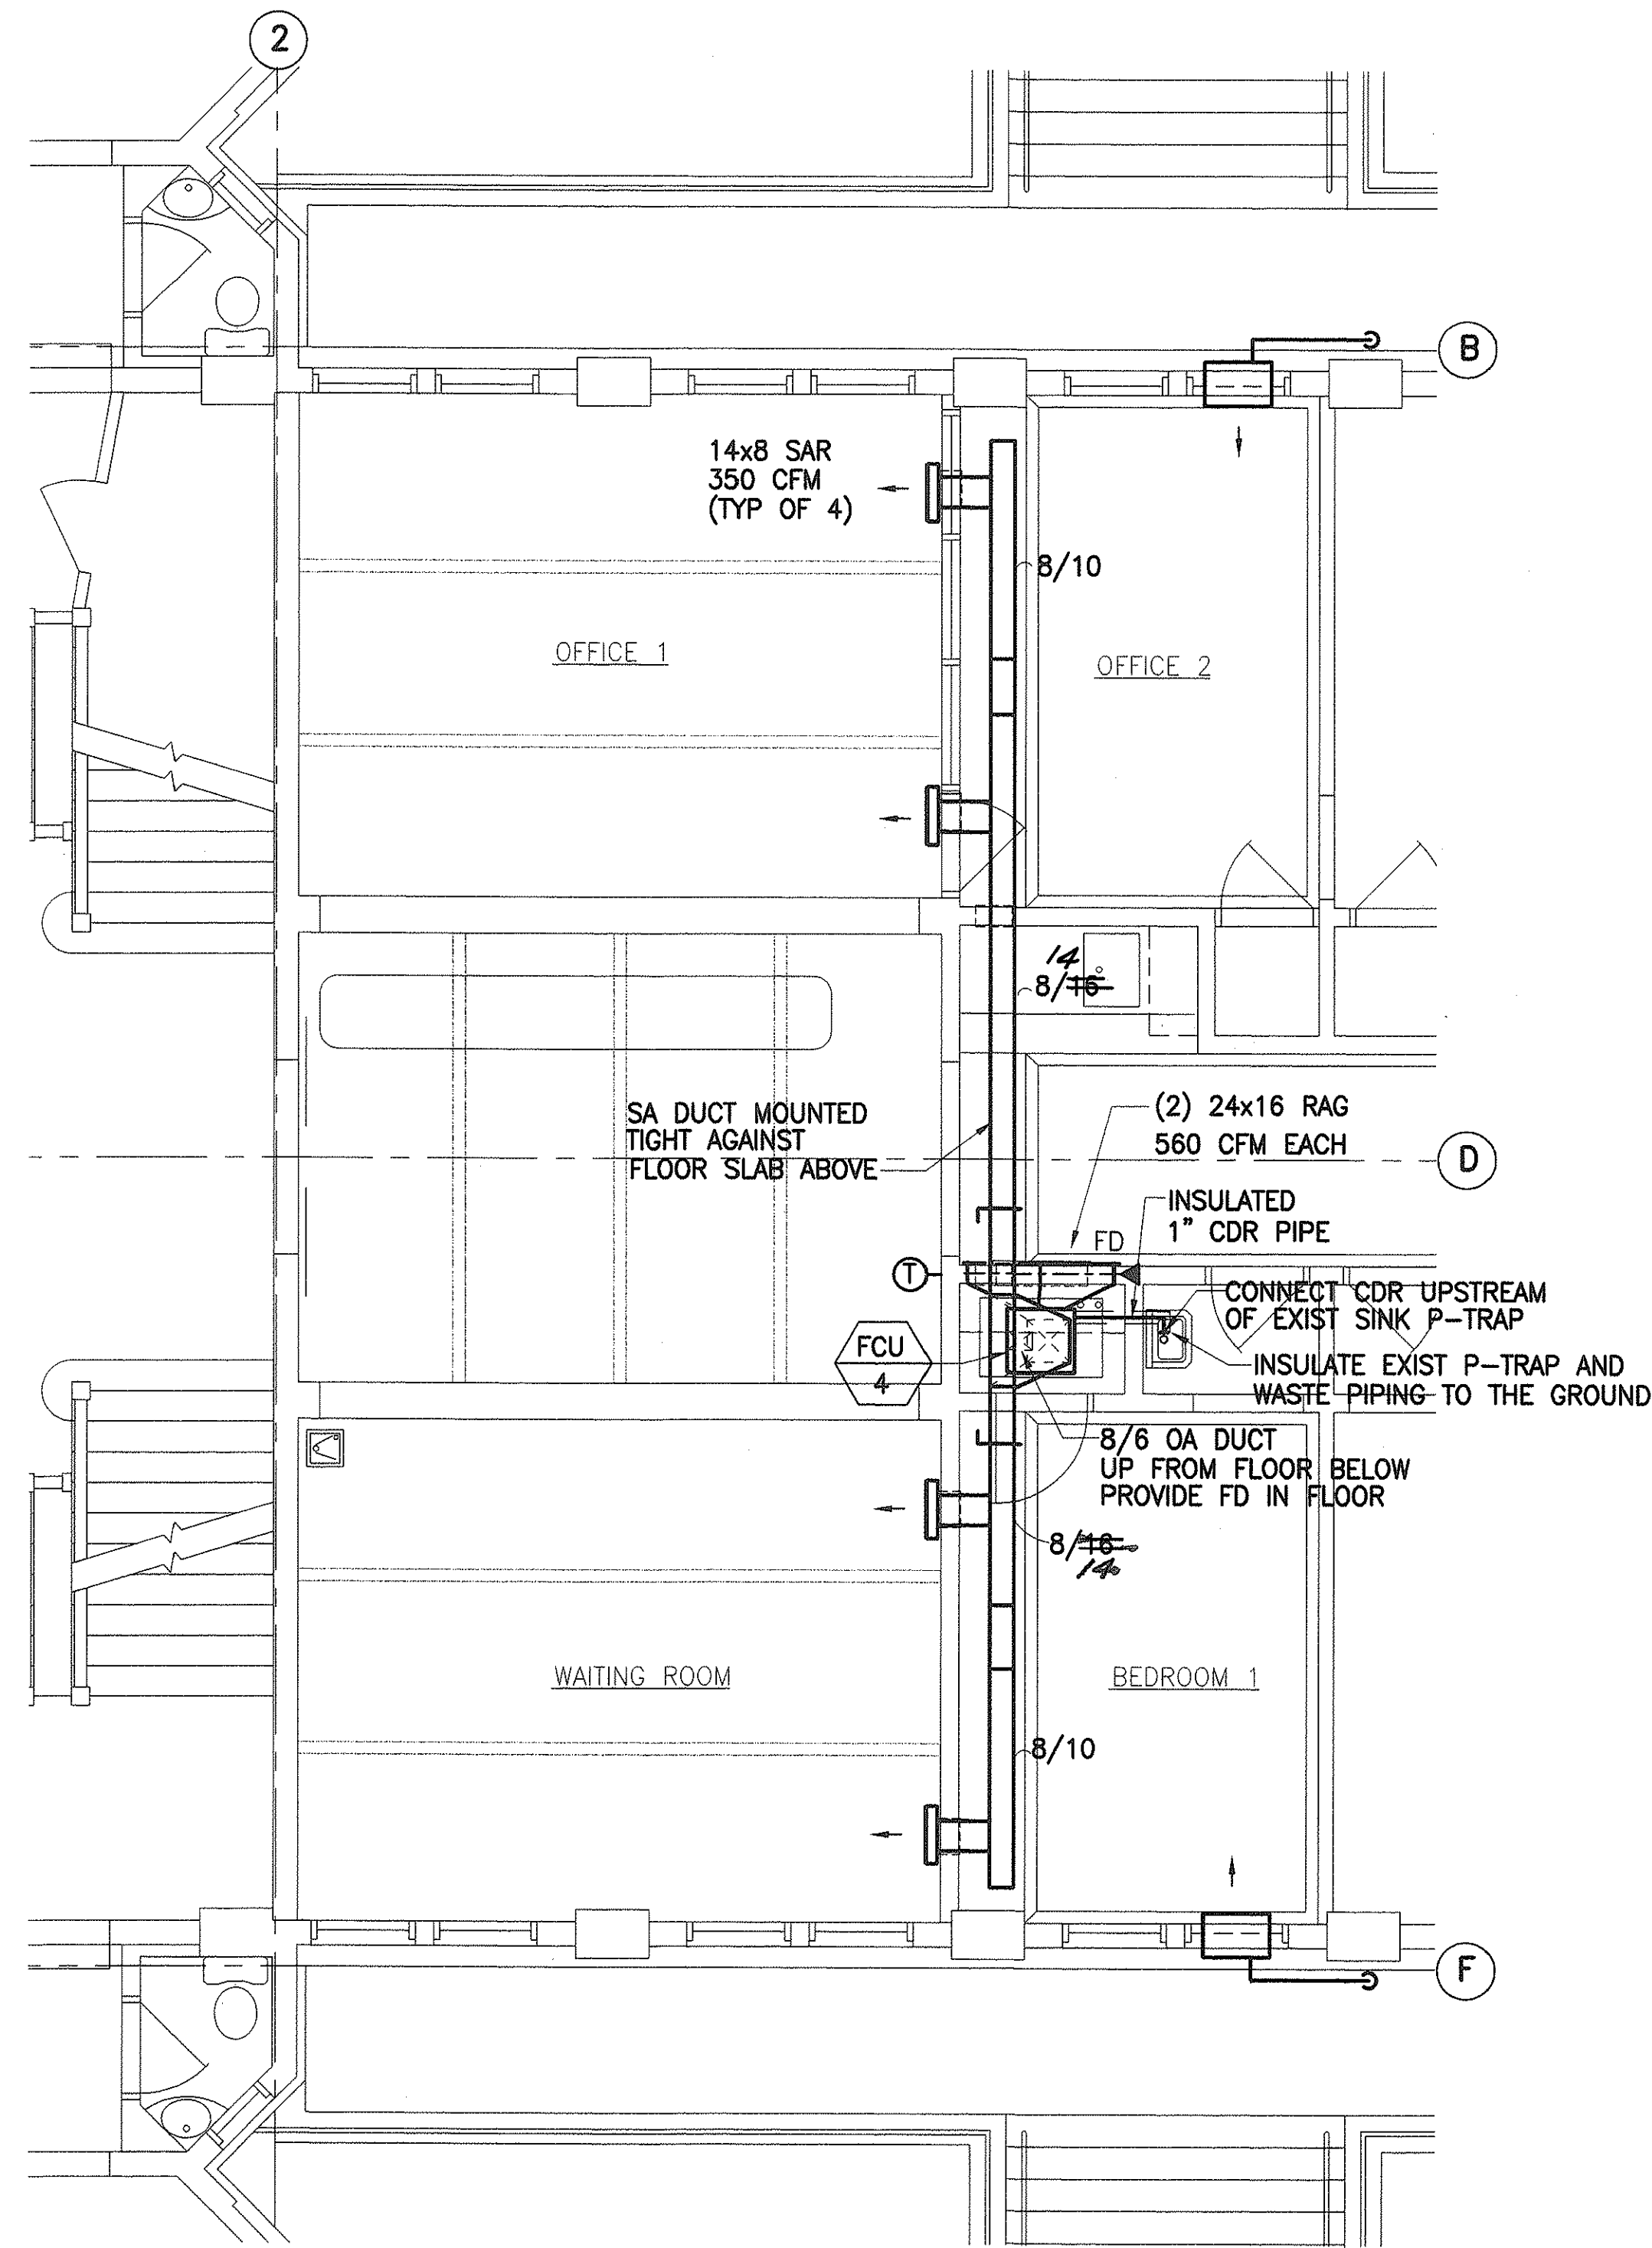 2
B
14x8 SAR
350 CFM
(TYP OF 4)
8/10
OFFICE 1
OFFICE 2
14
8/16
SA DUCT MOUNTED
TIGHT AGAINST
FLOOR SLAB ABOVE
(2) 24x16 RAG
560 CFM EACH
D
INSULATED
1" CDR PIPE
FD
T
CONNECT CDR UPSTREAM
OF EXIST SINK P-TRAP
FCU
4
INSULATE EXIST P-TRAP AND
WASTE PIPING TO THE GROUND
8/6 OA DUCT
UP FROM FLOOR BELOW
PROVIDE FD IN FLOOR
8/16
14
WAITING ROOM
BEDROOM 1
8/10
F